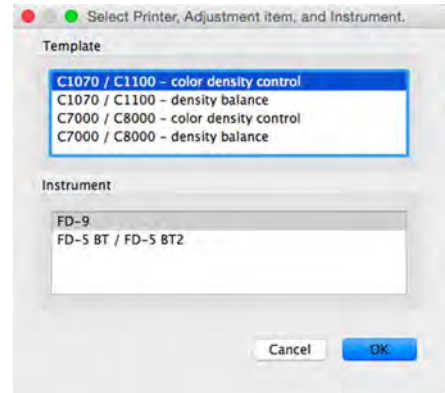 Select Printer, Adjustment item, and Instrument.
Template
C1070 / C1100 - color density control
C1070 / C1100 - density balance
C7000 / C8000 - color density control
C7000 / C8000 - density balance
Instrument
FD-9
FD-5 BT / FD-5 BT2
Cancel OK